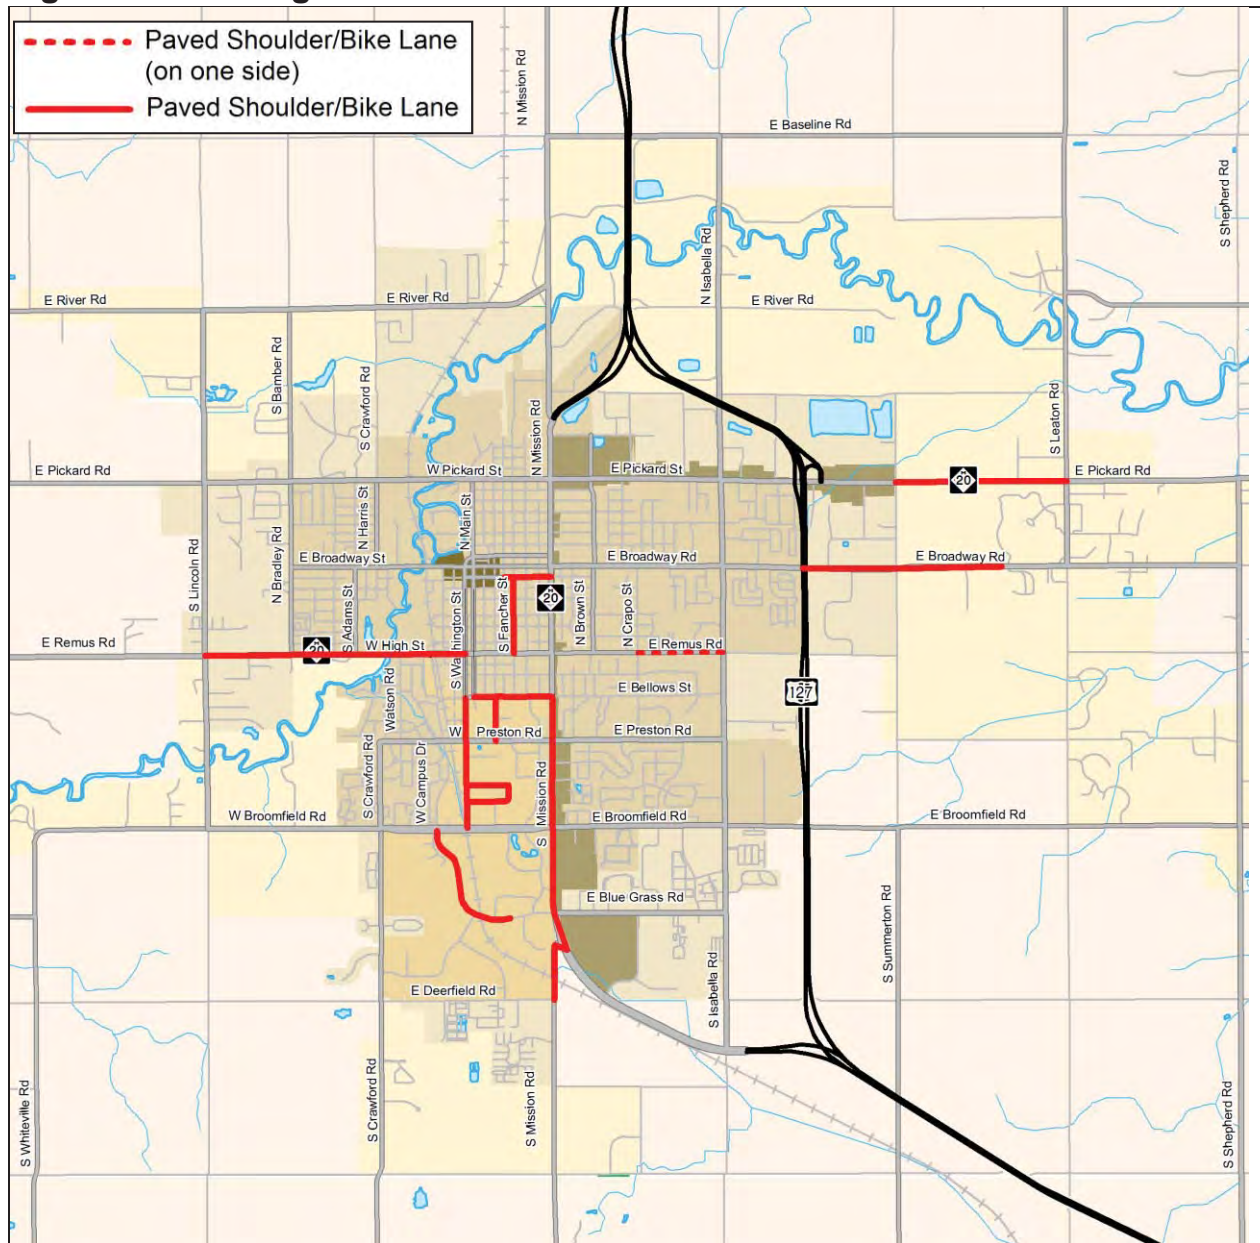 Paved Shoulder/Bike Lane
(on one side)
Paved Shoulder/Bike Lane
N Mission Rd
E Baseline Rd
S Shepherd Rd
N Isabella Rd
E River Rd
E River Rd
E River Rd
S Bamber Rd
S Crawford Rd
N Mission Rd
S Leaton Rd
E Pickard Rd
W Pickard St
E Pickard St
20
E Pickard Rd
N Harris St
N Main St
S Lincoln Rd
N Bradley Rd
E Broadway St
E Broadway Rd
E Broadway Rd
S Adams St
S Washington St
S Fancher St
20
N Brown St
N Crapo St
E Remus Rd
20
W High St
E Remus Rd
Watson Rd
E Bellows St
127
W Preston Rd
E Preston Rd
S Crawford Rd
W Campus Dr
S Mission Rd
W Broomfield Rd
E Broomfield Rd
E Broomfield Rd
E Blue Grass Rd
S Summerton Rd
S Isabella Rd
E Deerfield Rd
S Whiteville Rd
S Crawford Rd
S Mission Rd
S Shepherd Rd